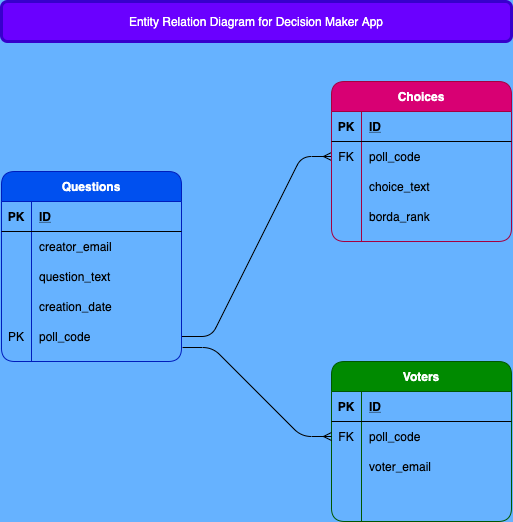 Entity Relation Diagram for Decision Maker App
Choices
PK ID
FK poll_code
choice_text
borda_rank
Questions
PK ID
creator_email
question_text
creation_date
PK poll_code
Voters
PK ID
FK poll_code
voter_email